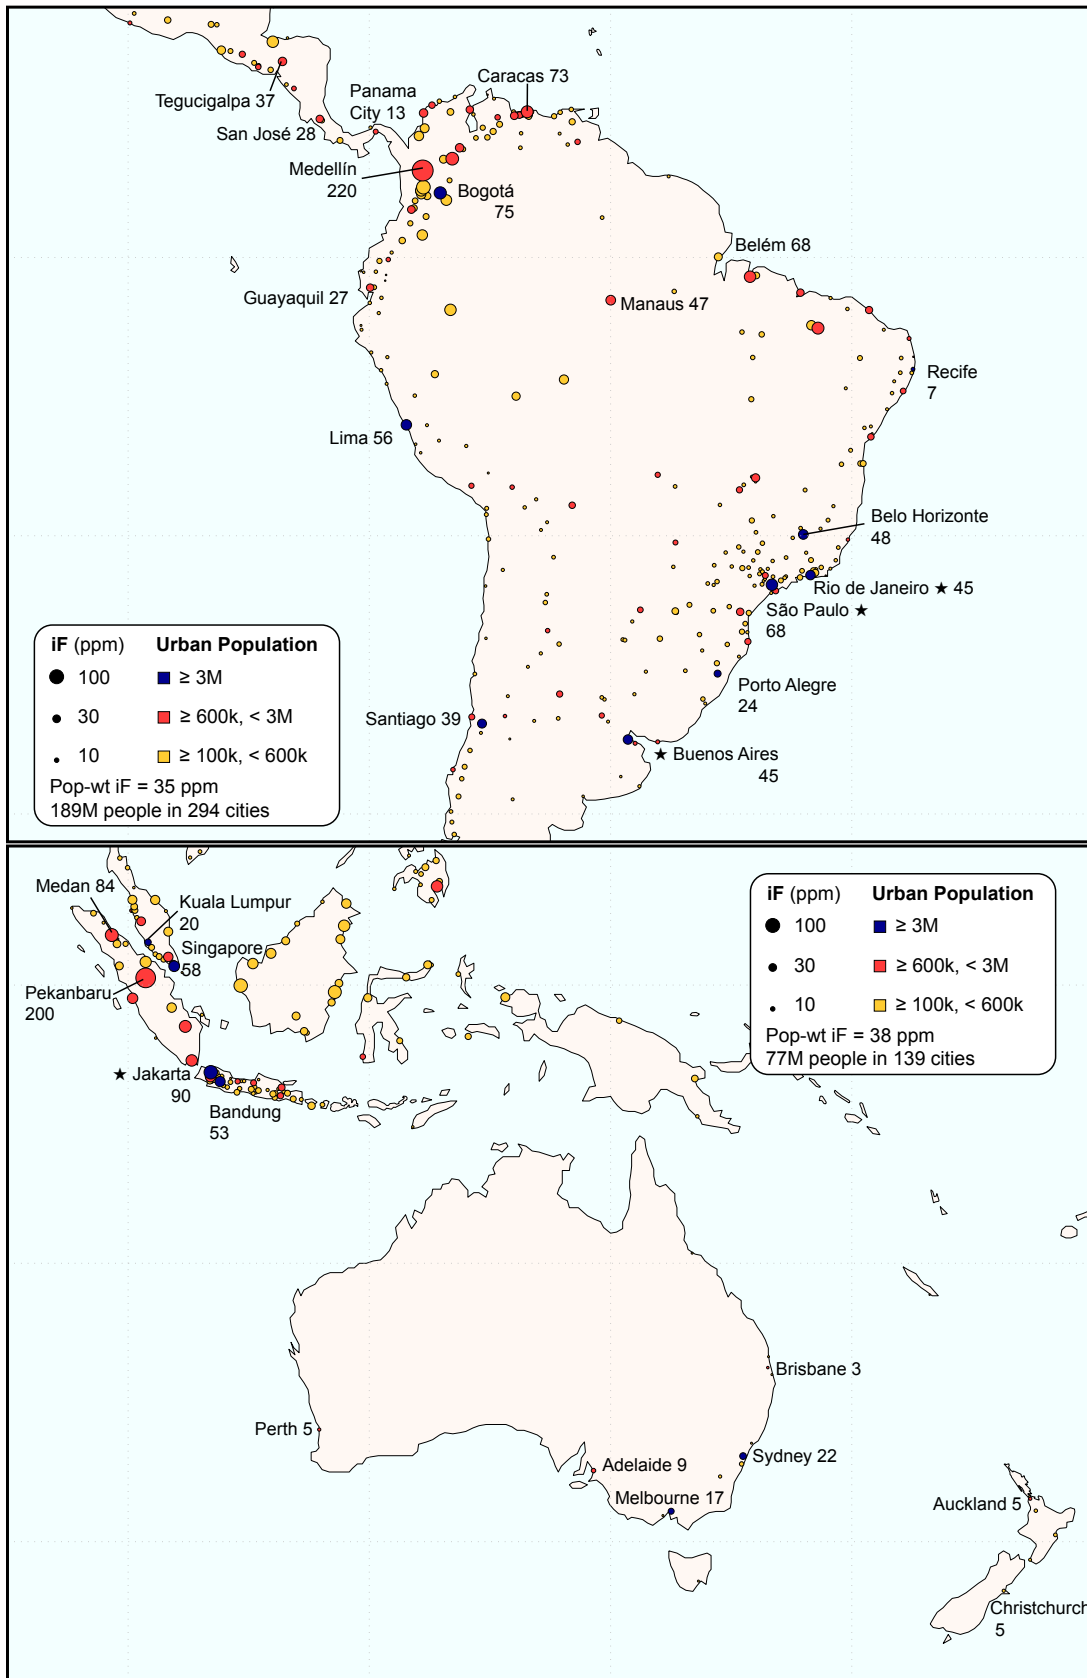 Tegucigalpa 37
San José 28
Panama
City 13
Caracas 73
Medellín
220
Bogotá
75
Belém 68
Guayaquil 27
Manaus 47
Recife
7
Lima 56
Belo Horizonte
48
Rio de Janeiro ★ 45
São Paulo ★
68
Porto Alegre
24
Santiago 39
★ Buenos Aires
45
iF (ppm) Urban Population
100 ≥ 3M
30 ≥ 600k, < 3M
10 ≥ 100k, < 600k
Pop-wt iF = 35 ppm
189M people in 294 cities
Medan 84
Kuala Lumpur
20
Singapore
58
Pekanbaru
200
★ Jakarta
90
Bandung
53
iF (ppm) Urban Population
100 ≥ 3M
30 ≥ 600k, < 3M
10 ≥ 100k, < 600k
Pop-wt iF = 38 ppm
77M people in 139 cities
Brisbane 3
Perth 5
Sydney 22
Adelaide 9
Melbourne 17
Auckland 5
Christchurch
5